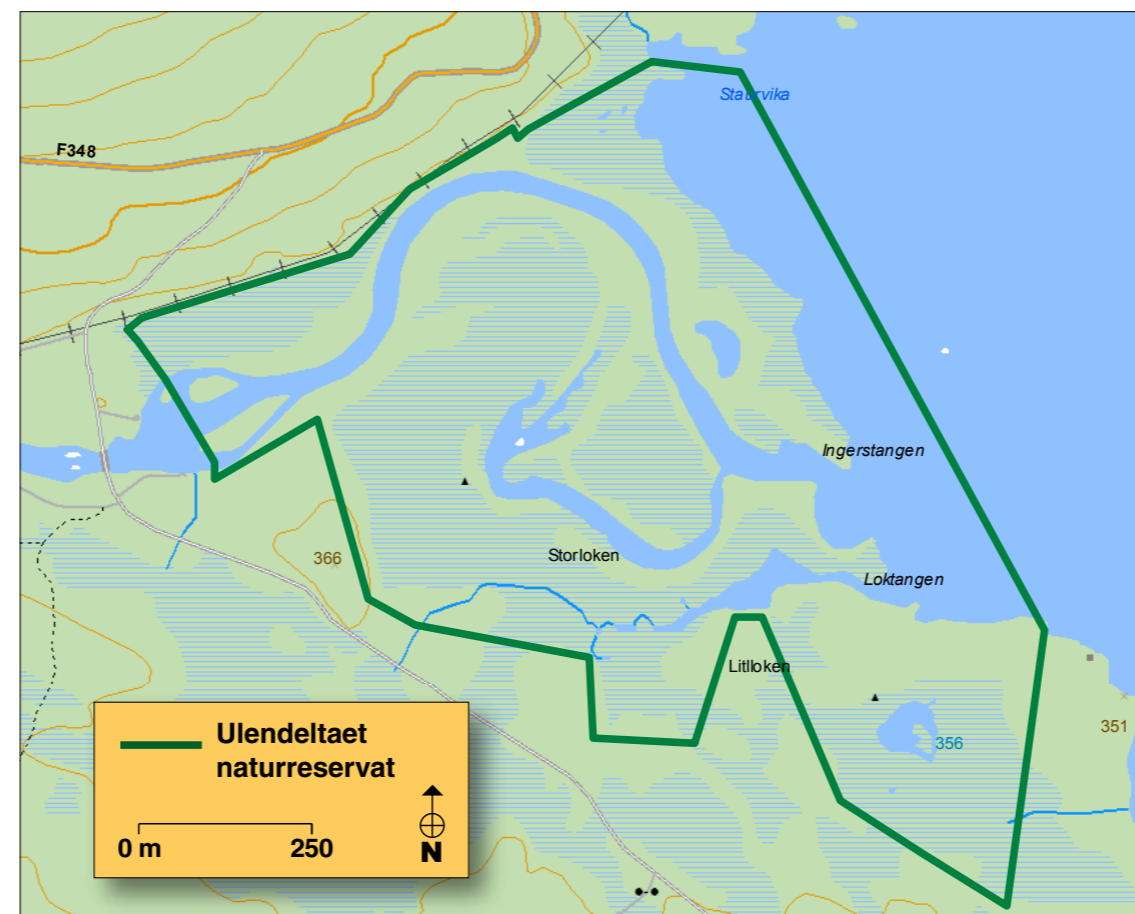 Staurvika
F348
Ingerstangen
Storloken
366
Loktangen
Litlloken
351
356
Ulendeltaet
naturreservat
0 m 250
N